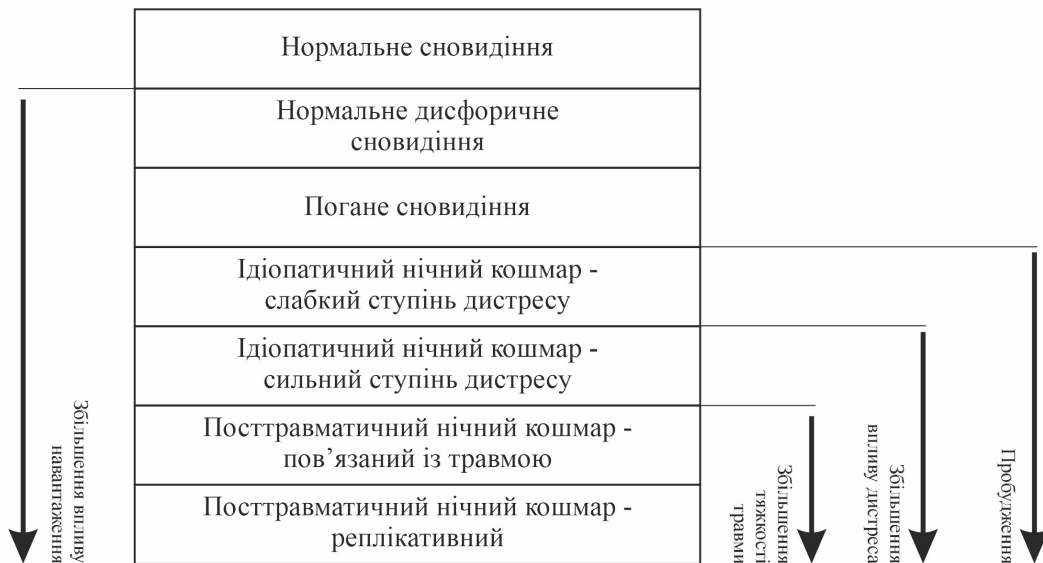 Нормальне сновидіння
Нормальне дисфоричне
сновидіння
Погане сновидіння
Ідіопатичний нічний кошмар -
слабкий ступінь дистресу
Ідіопатичний нічний кошмар -
сильний ступінь дистресу
Посттравматичний нічний кошмар -
пов’язаний із травмою
Посттравматичний нічний кошмар -
реплікативний
Збільшення впливу
навантаження
Збільшення
тяжкості
травми
Збільшення
впливу дистреса
Пробудження